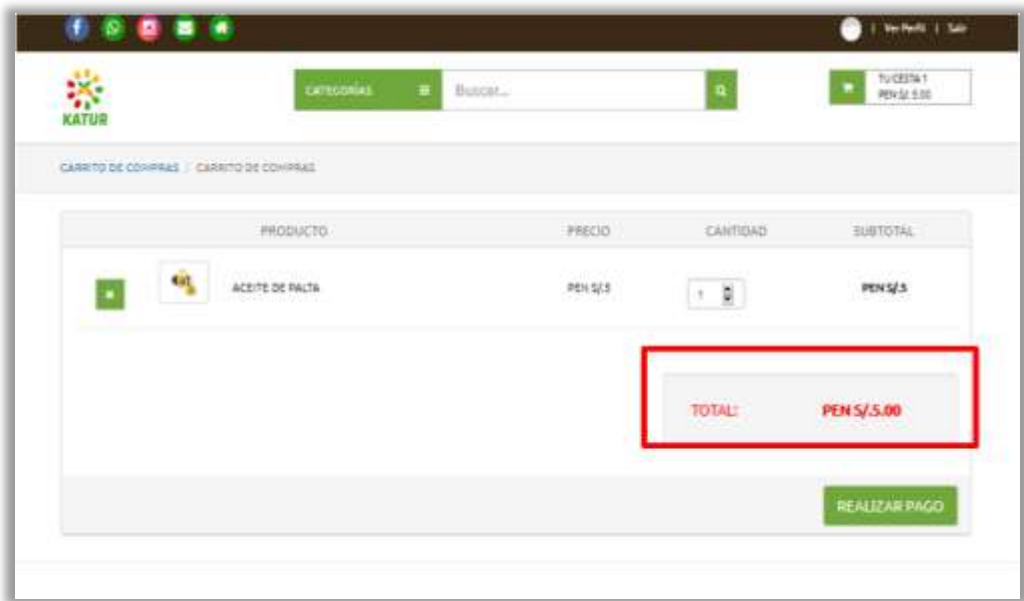 | Ver Perfil | Salir
KATUR
CATEGORÍAS
Buscar...
TU CESTA 1
PEN S/. 5.00
CARRITO DE COMPRAS / CARRITO DE COMPRAS
PRODUCTO PRECIO CANTIDAD SUBTOTAL
ACEITE DE PALTA PEN S/.5 1 PEN S/.5
TOTAL: PEN S/.5.00
REALIZAR PAGO